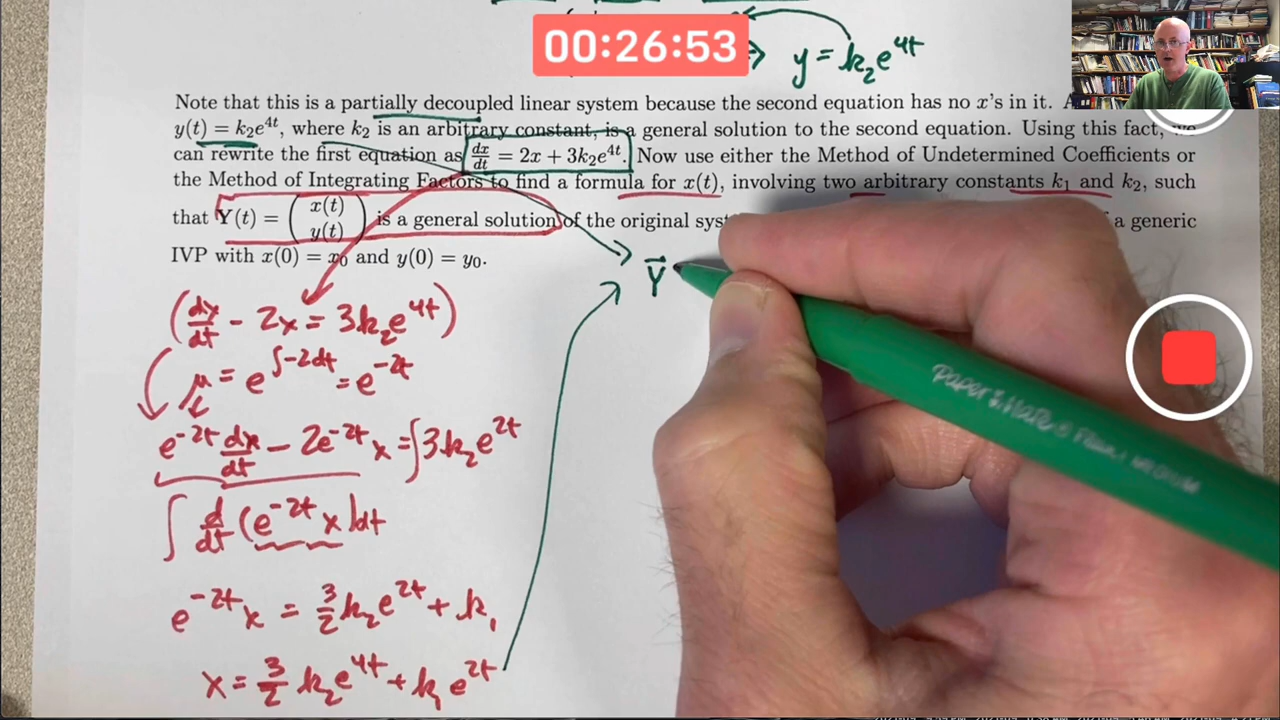 00:26:53
y = k₂e^{4t}
Note that this is a partially decoupled linear system because the second equation has no x's in it.
y(t) = k₂e^{4t}, where k₂ is an arbitrary constant, is a general solution to the second equation. Using this fact, we
can rewrite the first equation as dx/dt = 2x + 3k₂e^{4t}. Now use either the Method of Undetermined Coefficients or
the Method of Integrating Factors to find a formula for x(t), involving two arbitrary constants k₁ and k₂, such
that Y(t) = ( x(t) y(t) ) is a general solution of the original a generic
IVP with x(0) = x₀ and y(0) = y₀.
Y
(dx/dt - 2x = 3k₂e^{4t})
μ = e^{∫-2dt} = e^{-2t}
e^{-2t} dx/dt - 2e^{-2t} x = ∫3k₂e^{2t}
∫ d/dt (e^{-2t} x) dt
e^{-2t} x = 3/2 k₂e^{2t} + k₁
x = 3/2 k₂e^{4t} + k₁e^{2t}